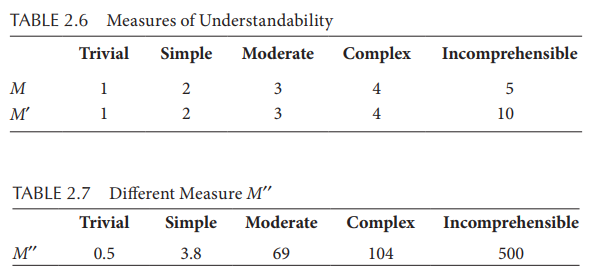 TABLE 2.6 Measures of Understandability
Trivial Simple Moderate Complex Incomprehensible
M 1 2 3 4 5
M′ 1 2 3 4 10
TABLE 2.7 Different Measure M′′
Trivial Simple Moderate Complex Incomprehensible
M′′ 0.5 3.8 69 104 500